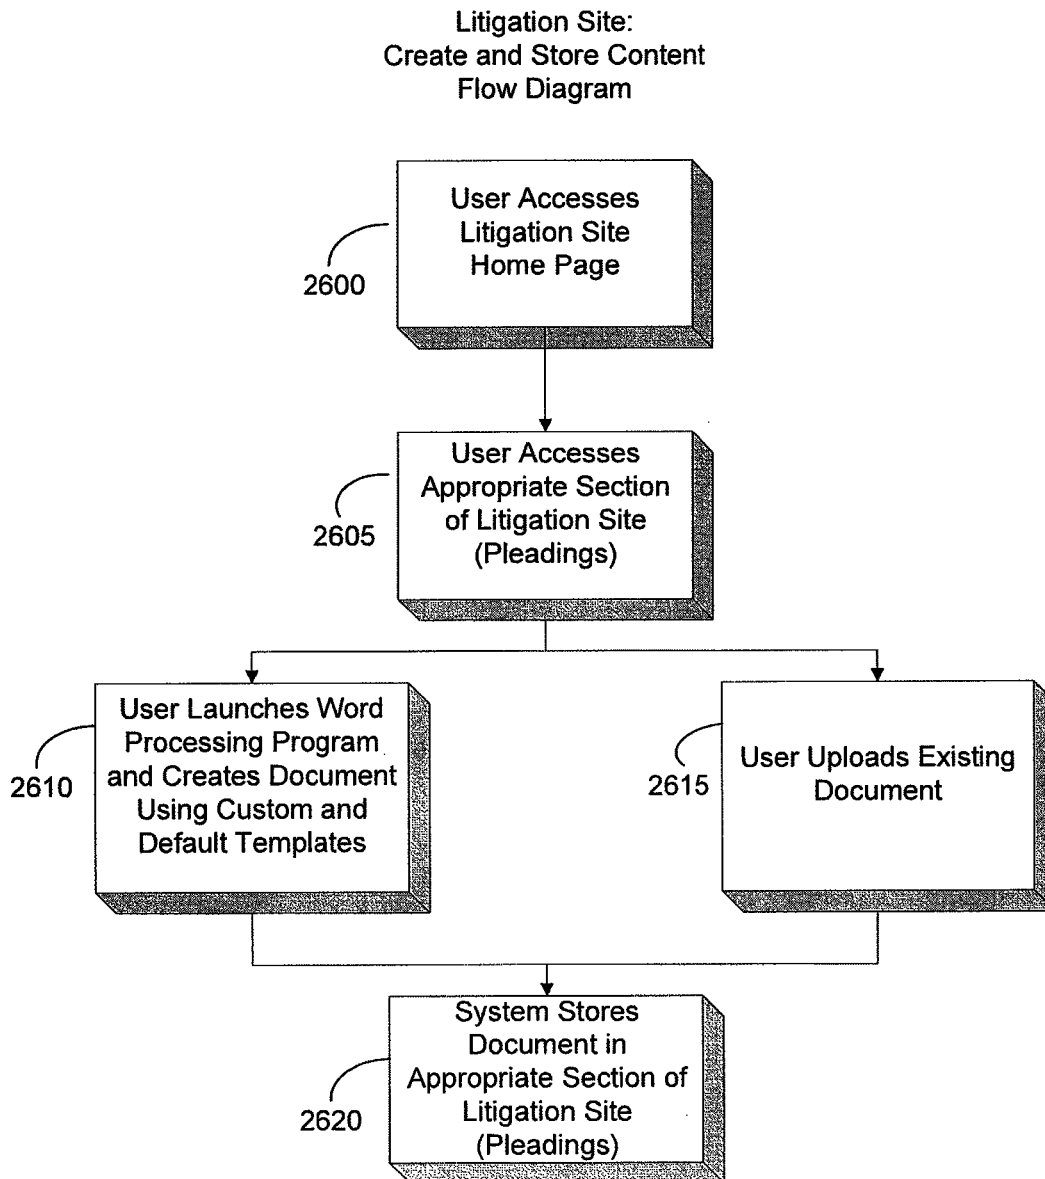 Litigation Site:
Create and Store Content
Flow Diagram
User Accesses
Litigation Site
Home Page
2600
User Accesses
Appropriate Section
of Litigation Site
(Pleadings)
2605
User Launches Word
Processing Program
and Creates Document
Using Custom and
Default Templates
2610
User Uploads Existing
Document
2615
System Stores
Document in
Appropriate Section of
Litigation Site
(Pleadings)
2620